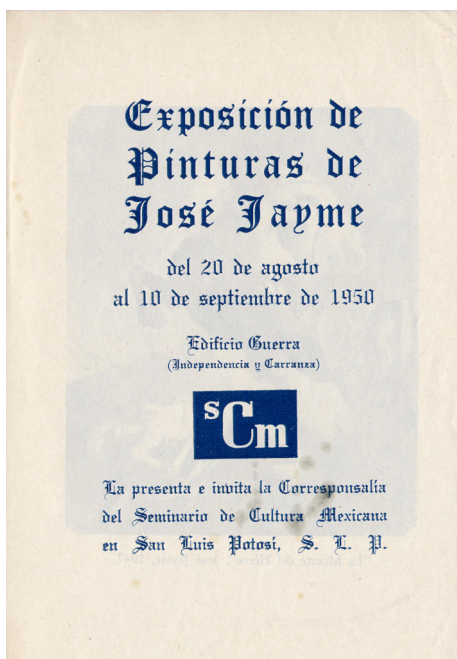 Exposición de
Pinturas de
José Jayme
del 20 de agosto
al 10 de septiembre de 1950
Edificio Guerra
(Independencia y Carranza)
sCm
La presenta e invita la Corresponsalía
del Seminario de Cultura Mexicana
en San Luis Potosí, S. L. P.